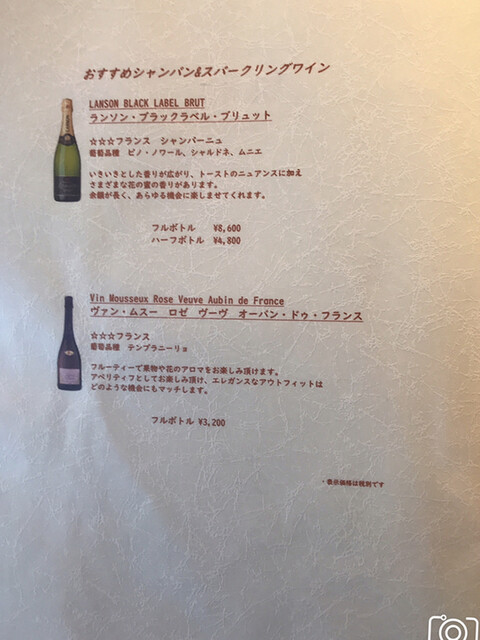 おすすめシャンパン&スパークリングワイン
LANSON BLACK LABEL BRUT
ランソン・ブラックラベル・ブリュット
☆☆☆フランス シャンパーニュ
葡萄品種 ピノ・ノワール、シャルドネ、ムニエ
いきいきとした香りが広がり、トーストのニュアンスに加え
さまざまな花の蜜の香りがあります。
余韻が長く、あらゆる機会に楽しませてくれます。
フルボトル ¥8,600
ハーフボトル ¥4,800
Vin Mousseux Rose Veuve Aubin de France
ヴァン・ムスー ロゼ ヴーヴ オーバン・ドゥ・フランス
☆☆☆フランス
葡萄品種 テンプラニーリョ
フルーティーで果物や花のアロマをお楽しみ頂けます。
アペリティフとしてお楽しみ頂け、エレガンスなアウトフィットは
どのような機会にもマッチします。
フルボトル ¥3,200
・表示価格は税別です